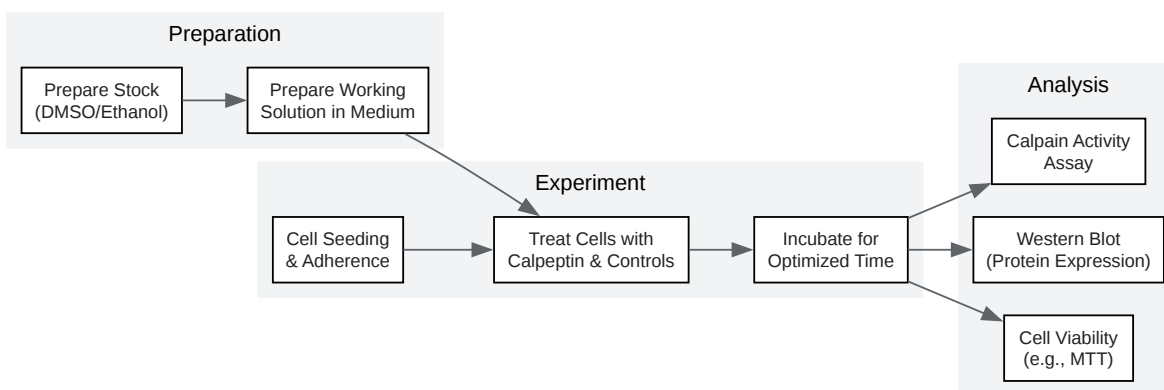 Preparation
Prepare Stock
(DMSO/Ethanol)
Prepare Working
Solution in Medium
Experiment
Cell Seeding
& Adherence
Treat Cells with
Calpeptin & Controls
Incubate for
Optimized Time
Analysis
Calpain Activity
Assay
Western Blot
(Protein Expression)
Cell Viability
(e.g., MTT)